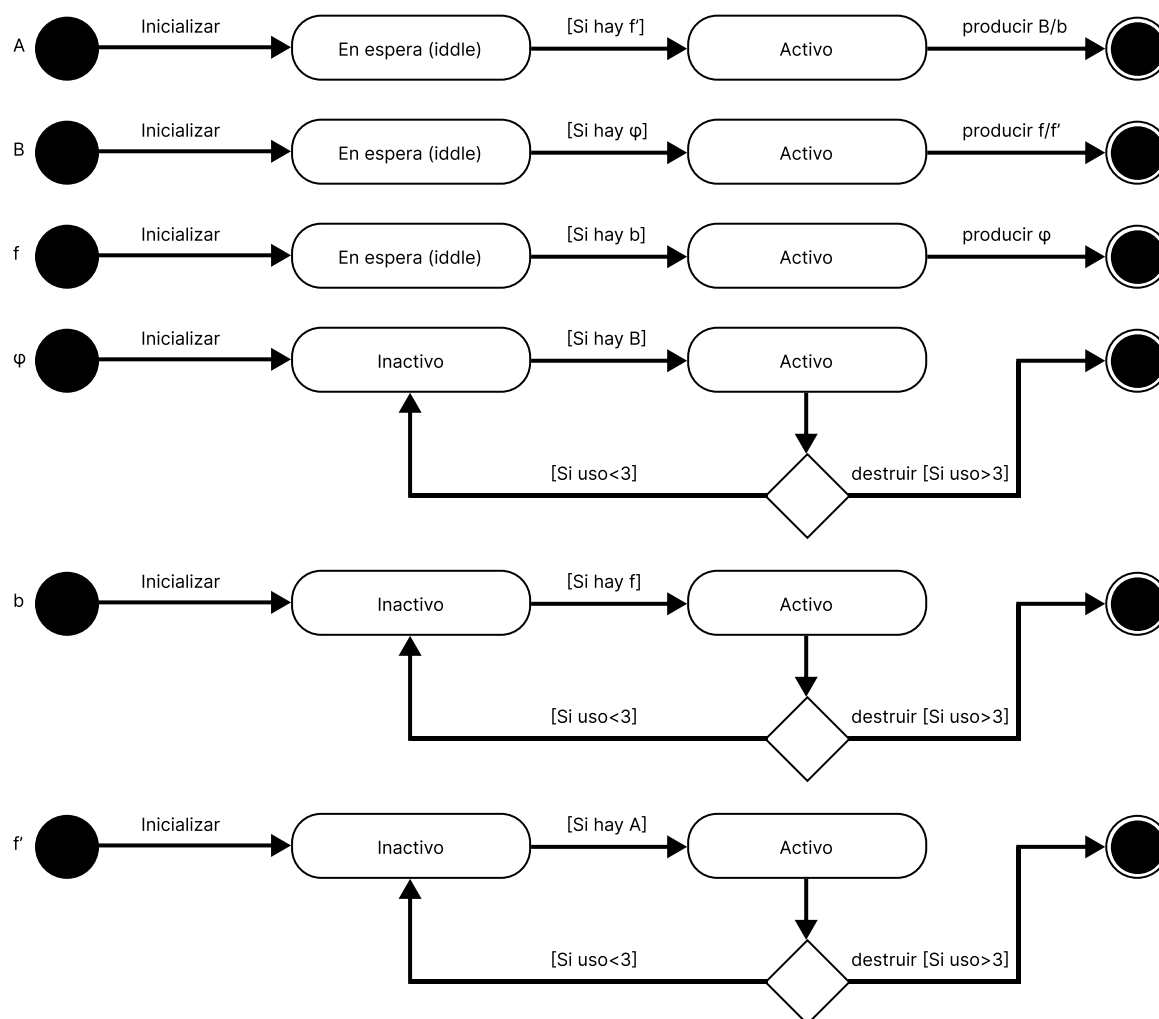 A
Inicializar
En espera (iddle)
[Si hay f’]
Activo
producir B/b
B
Inicializar
En espera (iddle)
[Si hay φ]
Activo
producir f/f’
f
Inicializar
En espera (iddle)
[Si hay b]
Activo
producir φ
φ
Inicializar
Inactivo
[Si hay B]
Activo
[Si uso<3]
destruir [Si uso>3]
b
Inicializar
Inactivo
[Si hay f]
Activo
[Si uso<3]
destruir [Si uso>3]
f’
Inicializar
Inactivo
[Si hay A]
Activo
[Si uso<3]
destruir [Si uso>3]